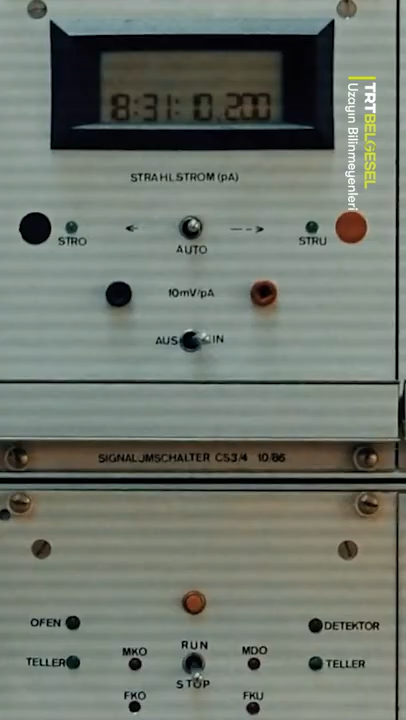 8:31: 0.200
TRT BELGESEL
Uzayın Bilinmeyenleri
STRAHLSTROM (pA)
STRO
AUTO
STRU
10mV/pA
AUS
EIN
SIGNALUMSCHALTER CS3/4 10/86
OFEN
DETEKTOR
RUN
MKO
MDO
TELLER
TELLER
STOP
FKO
FKU